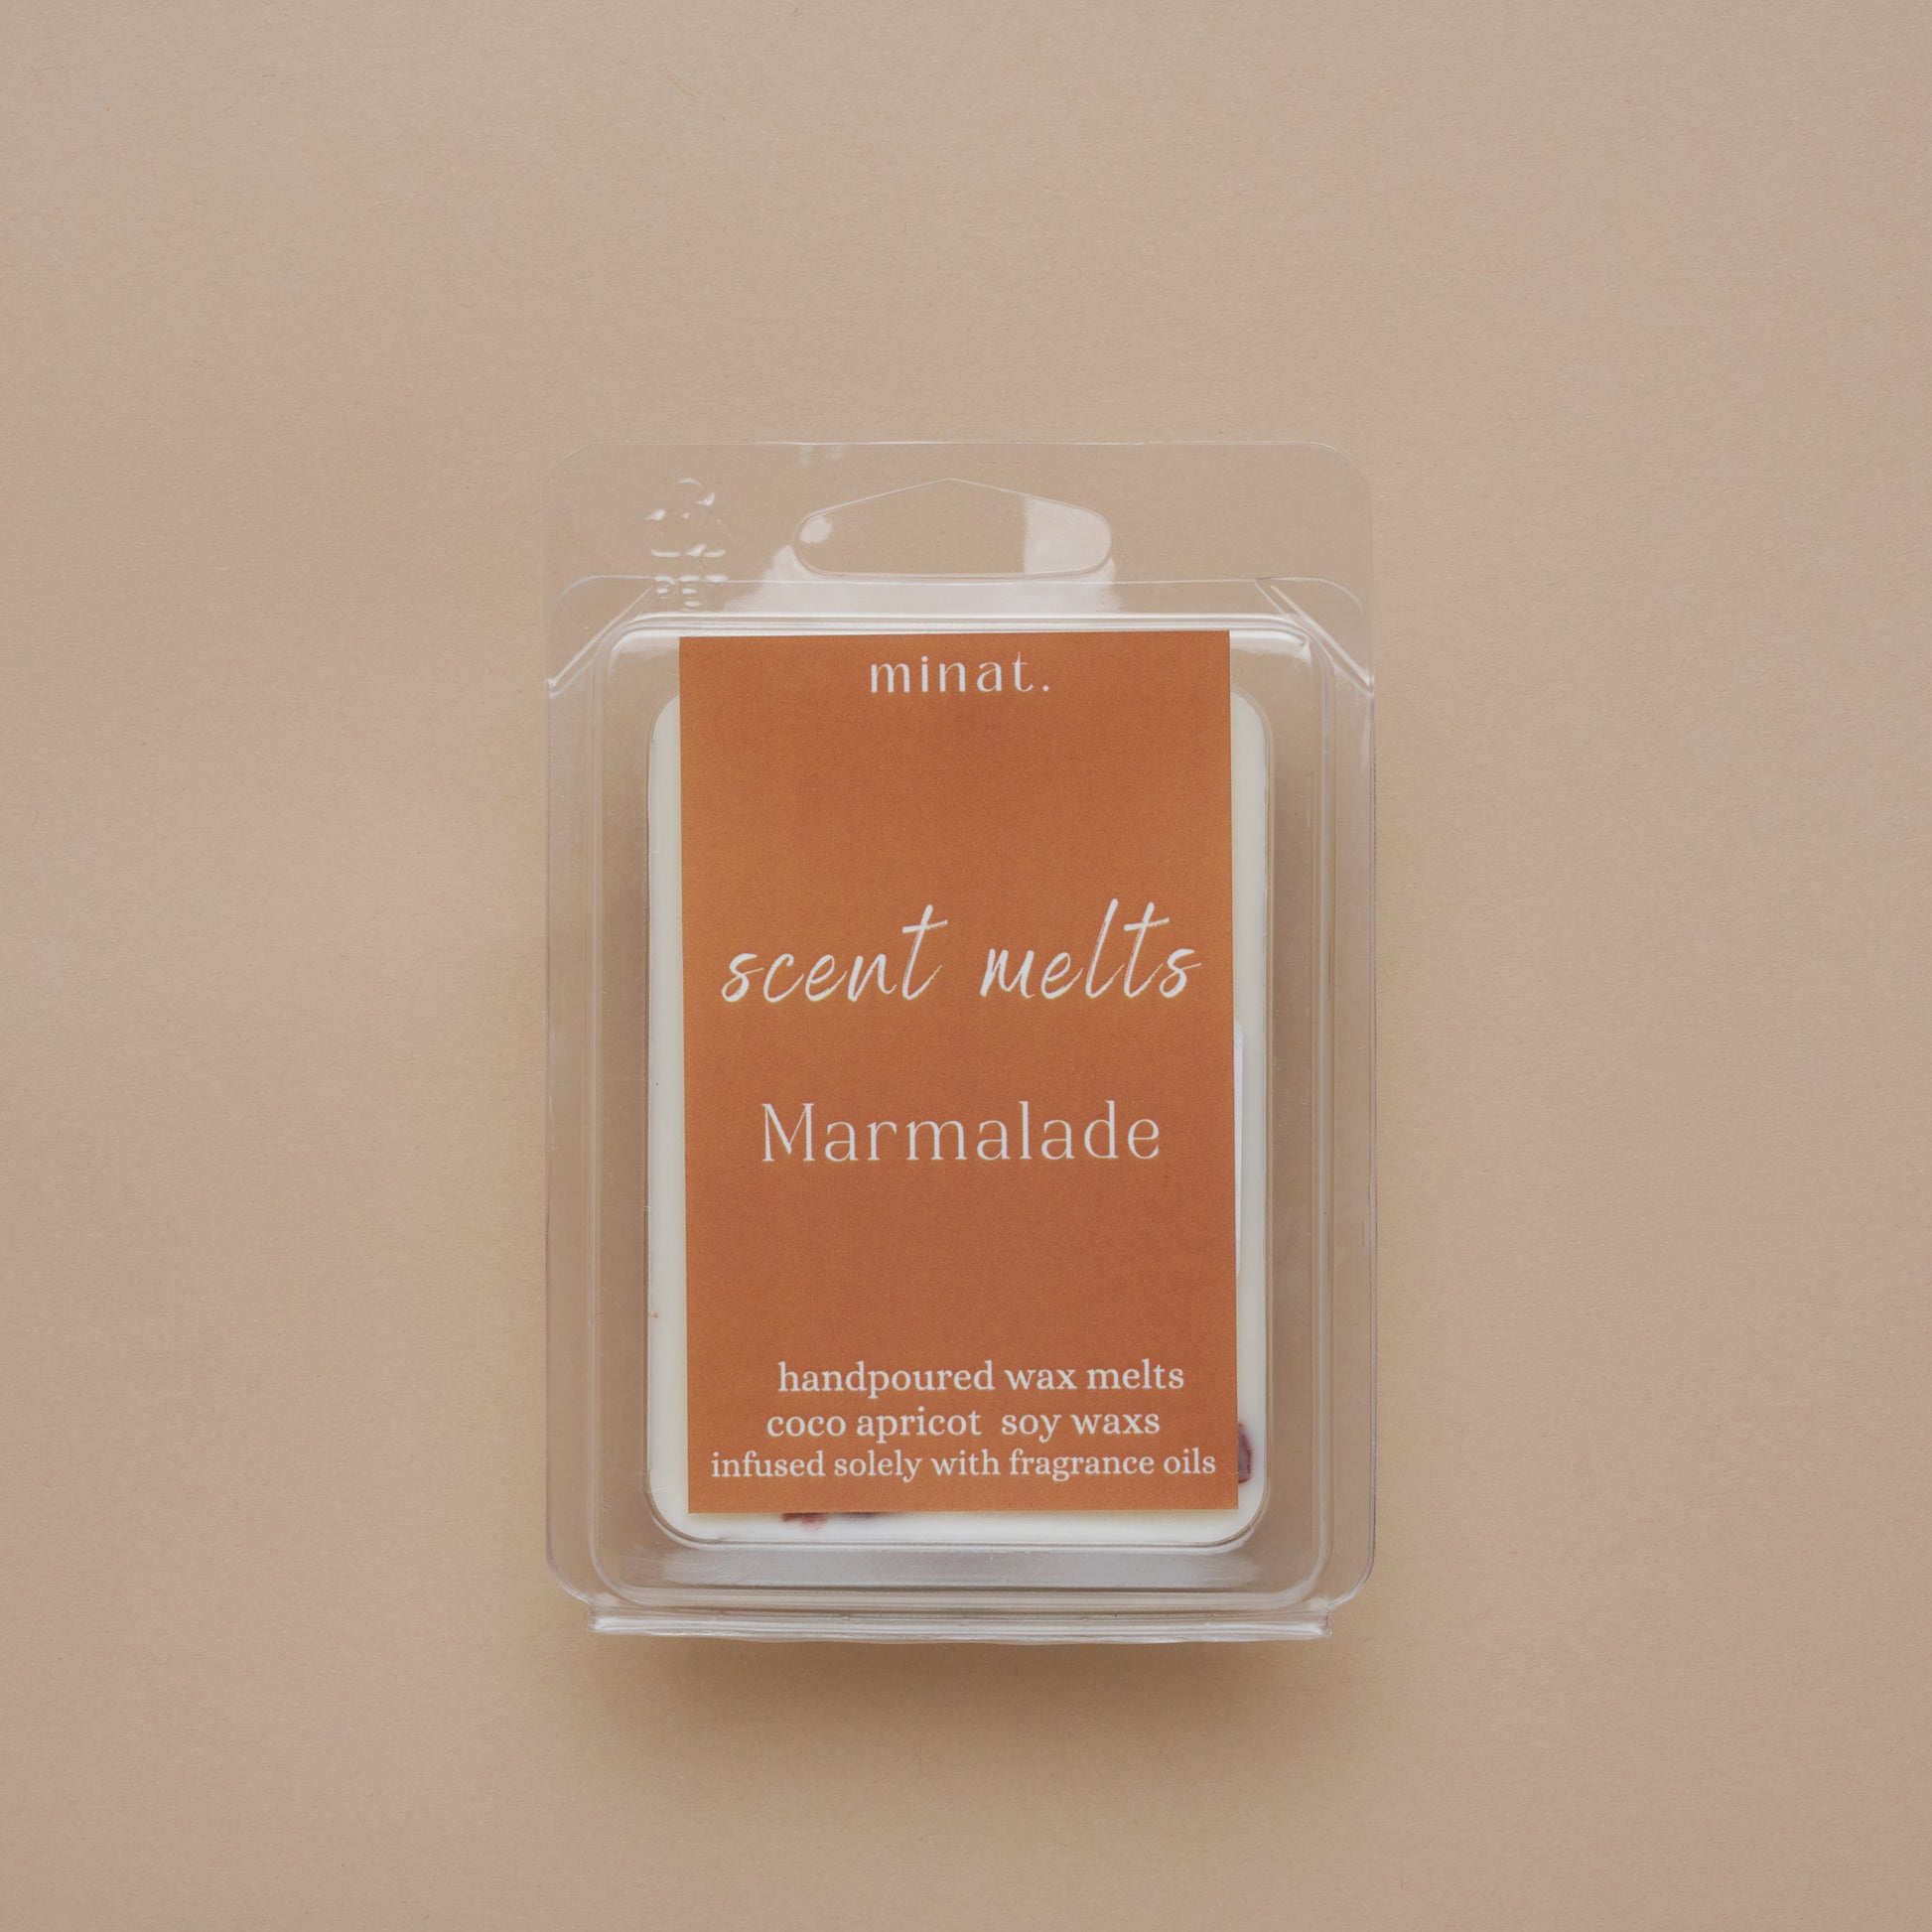 minat.
scent melts
Marmalade
handpoured wax melts
coco apricot soy waxs
infused solely with fragrance oils